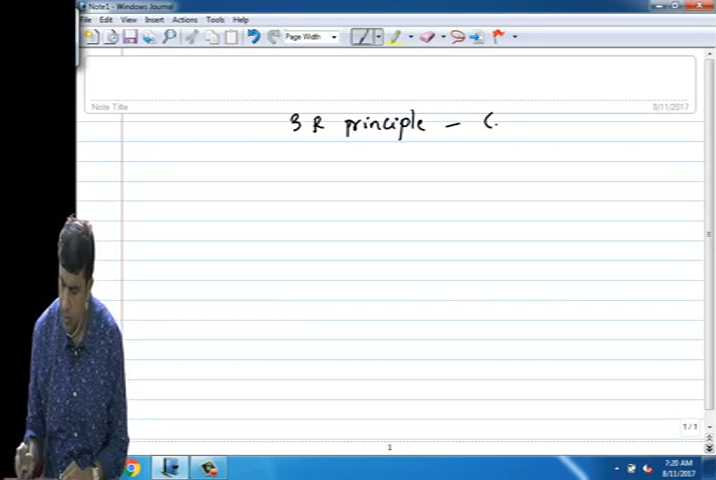 Note1 - Windows Journal
File Edit View Insert Actions Tools Help
Page Width
Note Title
8/11/2017
3 R principle – (
1/1
1
7:20 AM
8/11/2017